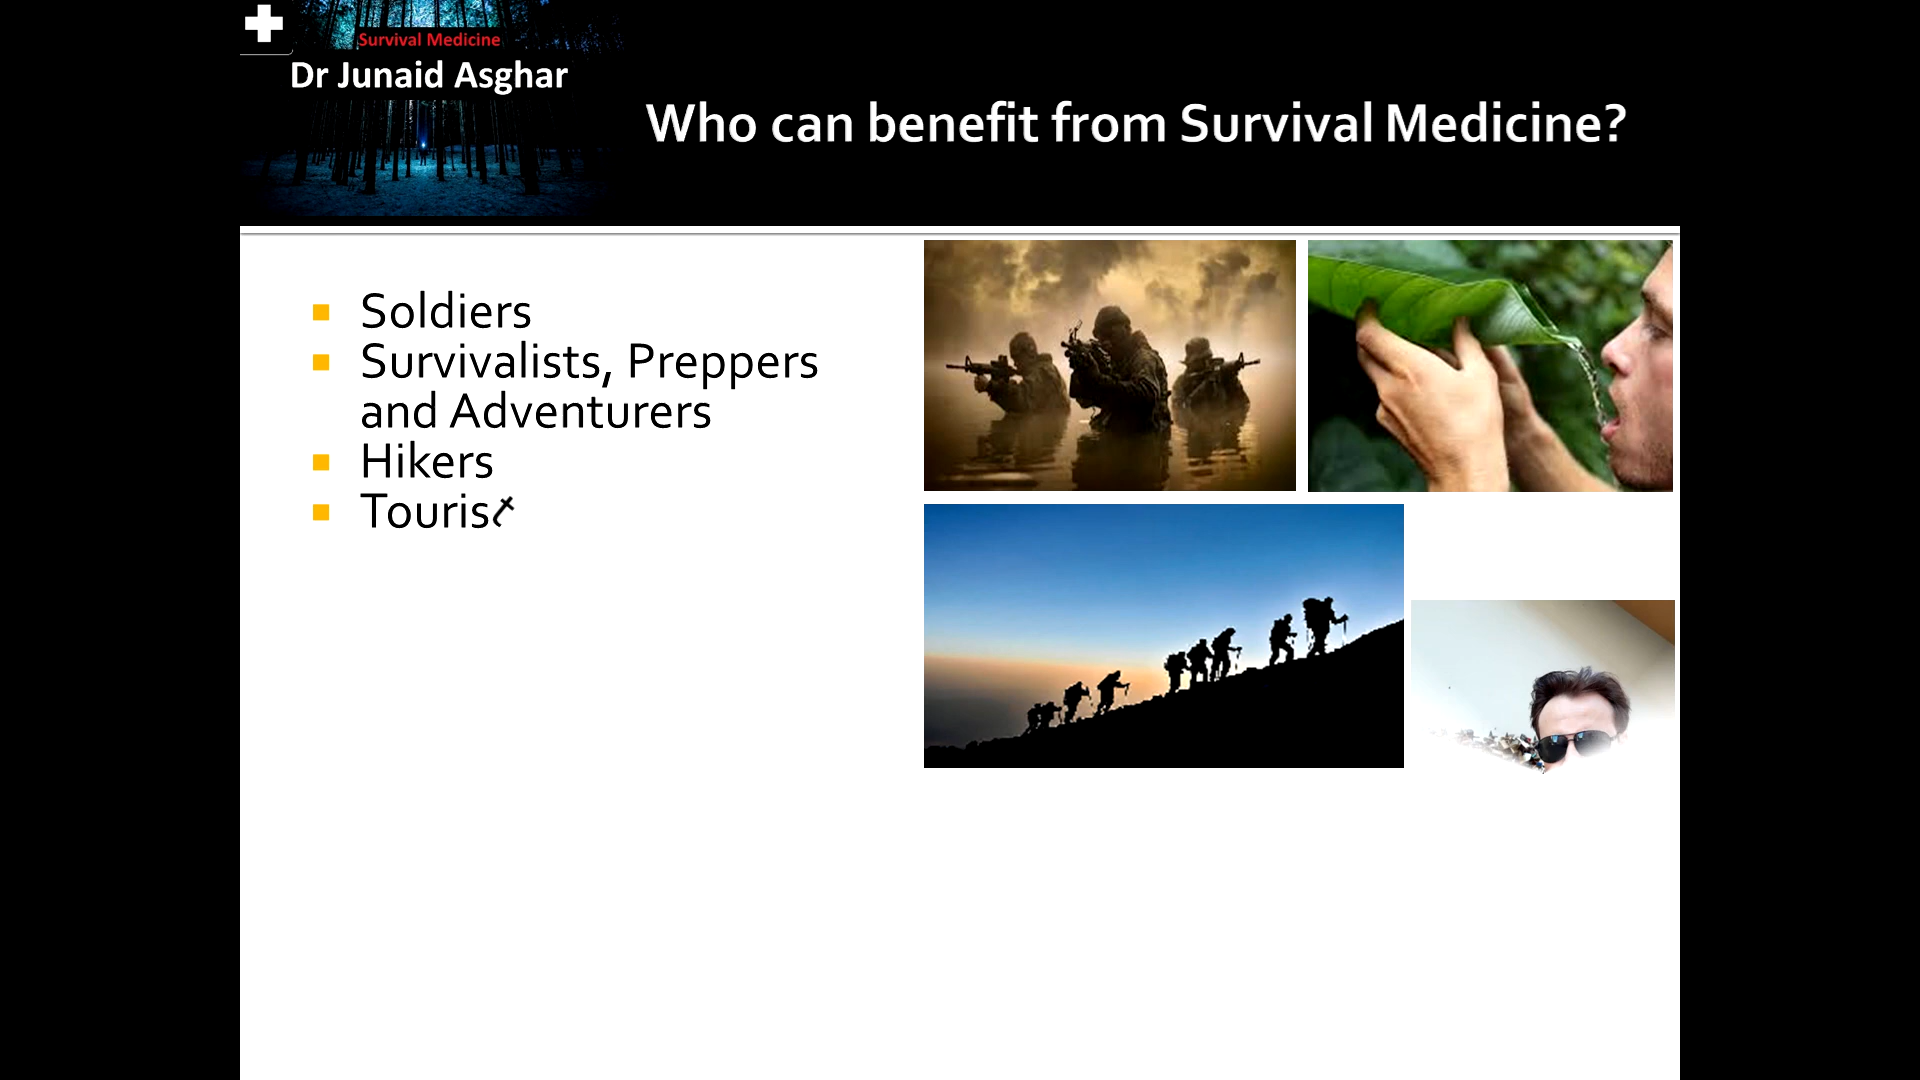 Survival Medicine
Dr Junaid Asghar
Who can benefit from Survival Medicine?
Soldiers
Survivalists, Preppers
and Adventurers
Hikers
Tourist